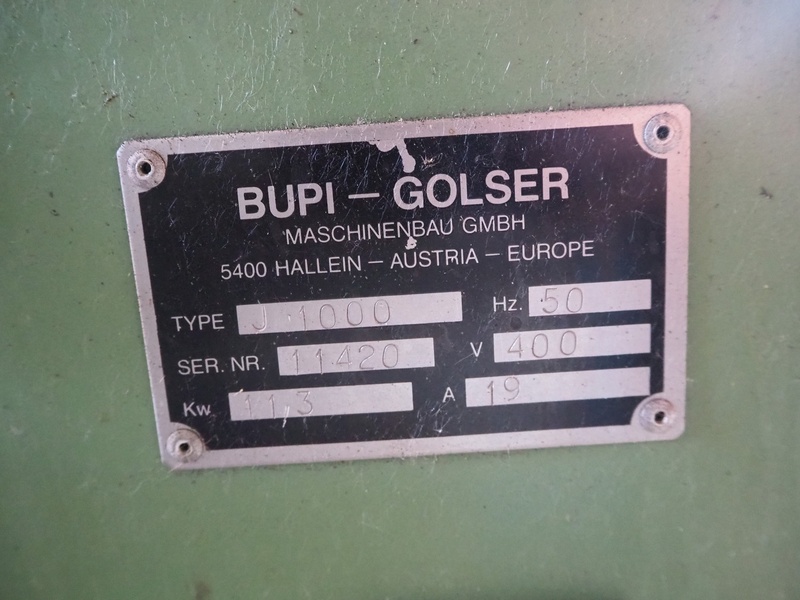 BUPI – GOLSER
MASCHINENBAU GMBH
5400 HALLEIN – AUSTRIA – EUROPE
TYPE J 1000 Hz. 50
SER. NR. 11420 V 400
Kw 11,3 A 19